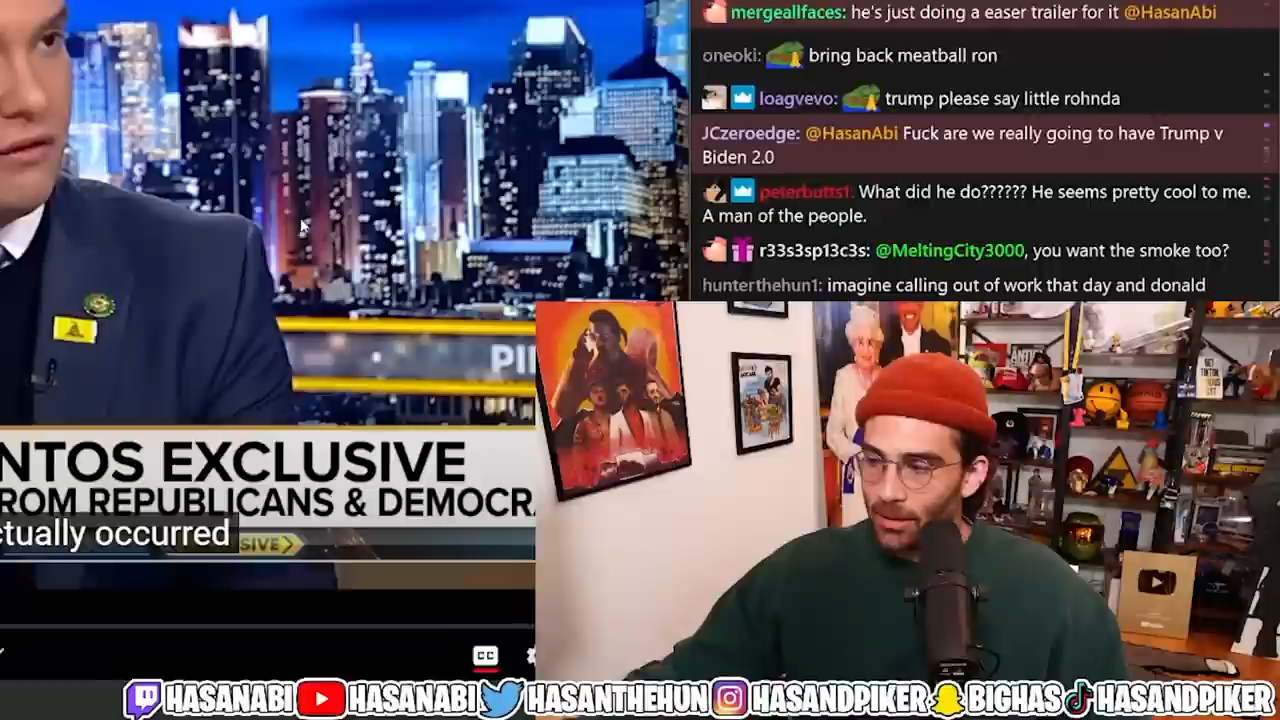 mergeallfaces: he's just doing a easer trailer for it @HasanAbi
oneoki: bring back meatball ron
loagvevo: trump please say little rohnda
JCzeroedge: @HasanAbi Fuck are we really going to have Trump v
Biden 2.0
peterbutts1: What did he do?????? He seems pretty cool to me.
A man of the people.
r33s3sp13c3s: @MeltingCity3000, you want the smoke too?
hunterthehun1: imagine calling out of work that day and donald
PI
NTOS EXCLUSIVE
ROM REPUBLICANS & DEMOCR
ctually occurred
SIVE
CC
HASANABI HASANABI HASANTHEHUN HASANDPIKER BIGHAS HASANDPIKER